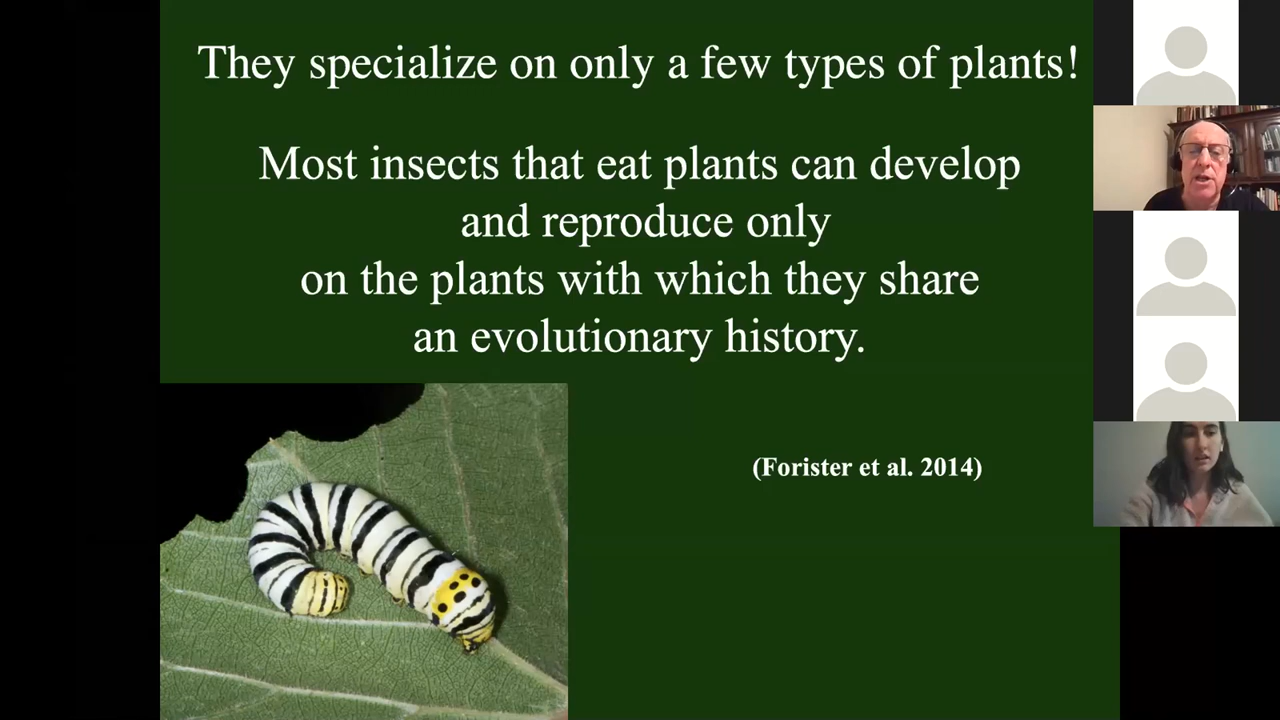 They specialize on only a few types of plants!
Most insects that eat plants can develop
and reproduce only
on the plants with which they share
an evolutionary history.
(Forister et al. 2014)